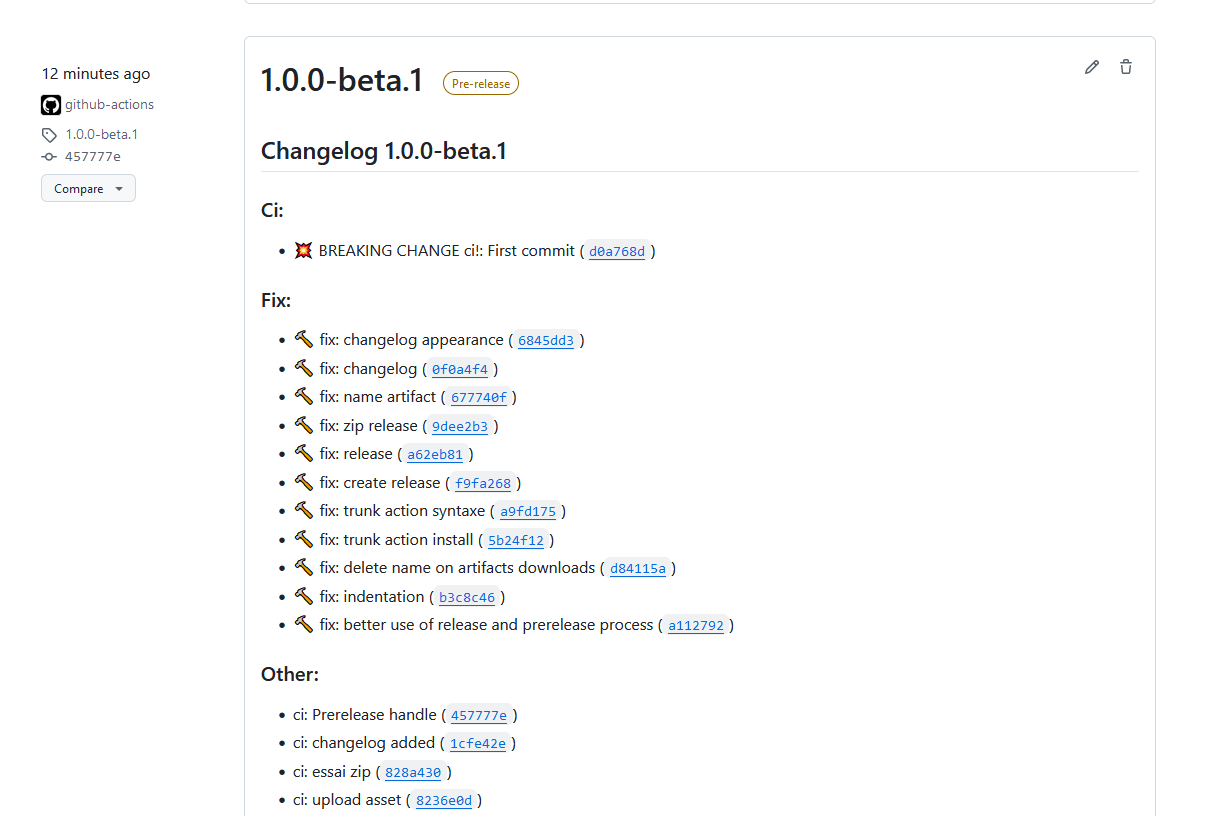 12 minutes ago
github-actions
1.0.0-beta.1
457777e
Compare
1.0.0-beta.1 Pre-release
Changelog 1.0.0-beta.1
Ci:
💥 BREAKING CHANGE ci!: First commit ( d0a768d )
Fix:
🔨 fix: changelog appearance ( 6845dd3 )
🔨 fix: changelog ( 0f0a4f4 )
🔨 fix: name artifact ( 677740f )
🔨 fix: zip release ( 9dee2b3 )
🔨 fix: release ( a62eb81 )
🔨 fix: create release ( f9fa268 )
🔨 fix: trunk action syntaxe ( a9fd175 )
🔨 fix: trunk action install ( 5b24f12 )
🔨 fix: delete name on artifacts downloads ( d84115a )
🔨 fix: indentation ( b3c8c46 )
🔨 fix: better use of release and prerelease process ( a112792 )
Other:
ci: Prerelease handle ( 457777e )
ci: changelog added ( 1cfe42e )
ci: essai zip ( 828a430 )
ci: upload asset ( 8236e0d )